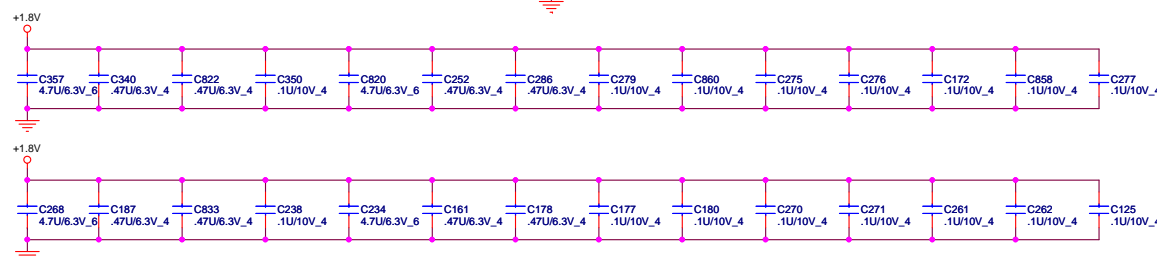 +1.8V
C357 C340 C822 C350 C820 C252 C286 C279 C860 C275 C276 C172 C858 C277
4.7U/6.3V_6 .47U/6.3V_4 .47U/6.3V_4 .1U/10V_4 4.7U/6.3V_6 .47U/6.3V_4 .47U/6.3V_4 .1U/10V_4 .1U/10V_4 .1U/10V_4 .1U/10V_4 .1U/10V_4 .1U/10V_4 .1U/10V_4
+1.8V
C268 C187 C833 C238 C234 C161 C178 C177 C180 C270 C271 C261 C262 C125
4.7U/6.3V_6 .47U/6.3V_4 .47U/6.3V_4 .1U/10V_4 4.7U/6.3V_6 .47U/6.3V_4 .47U/6.3V_4 .1U/10V_4 .1U/10V_4 .1U/10V_4 .1U/10V_4 .1U/10V_4 .1U/10V_4 .1U/10V_4